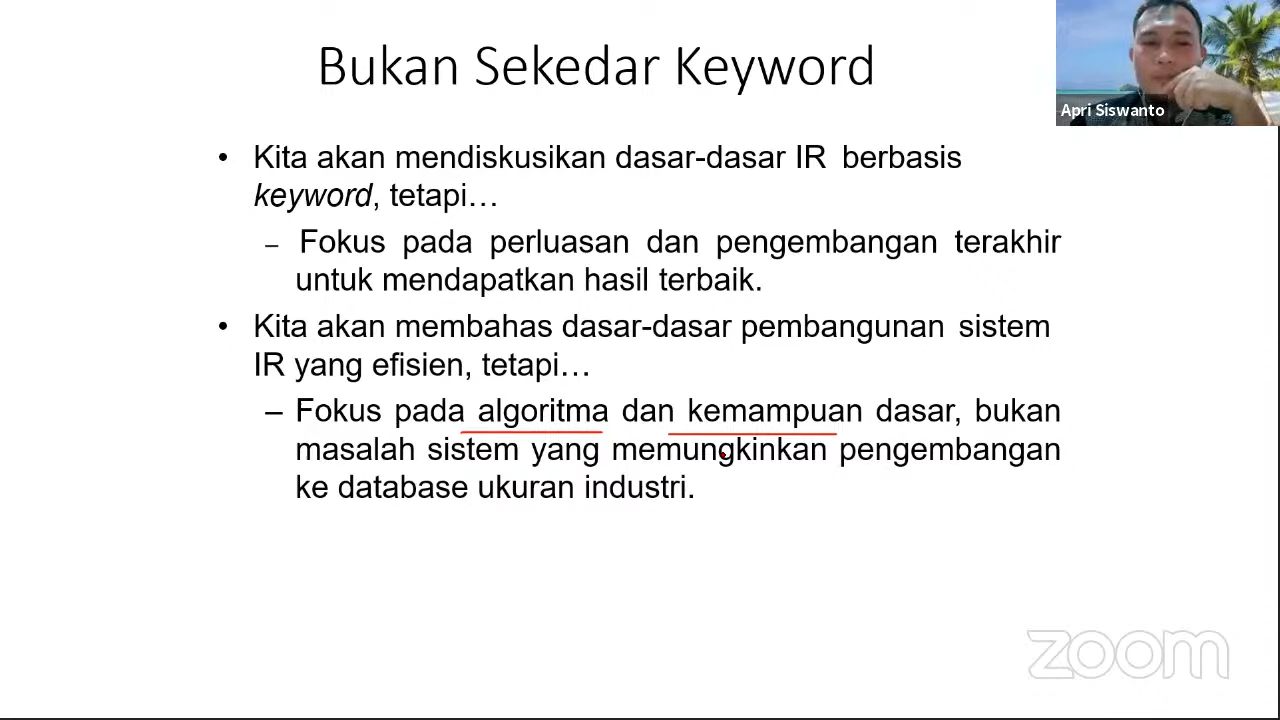 Bukan Sekedar Keyword
Apri Siswanto
• Kita akan mendiskusikan dasar-dasar IR berbasis
keyword, tetapi…
– Fokus pada perluasan dan pengembangan terakhir
untuk mendapatkan hasil terbaik.
• Kita akan membahas dasar-dasar pembangunan sistem
IR yang efisien, tetapi…
– Fokus pada algoritma dan kemampuan dasar, bukan
masalah sistem yang memungkinkan pengembangan
ke database ukuran industri.
zoom